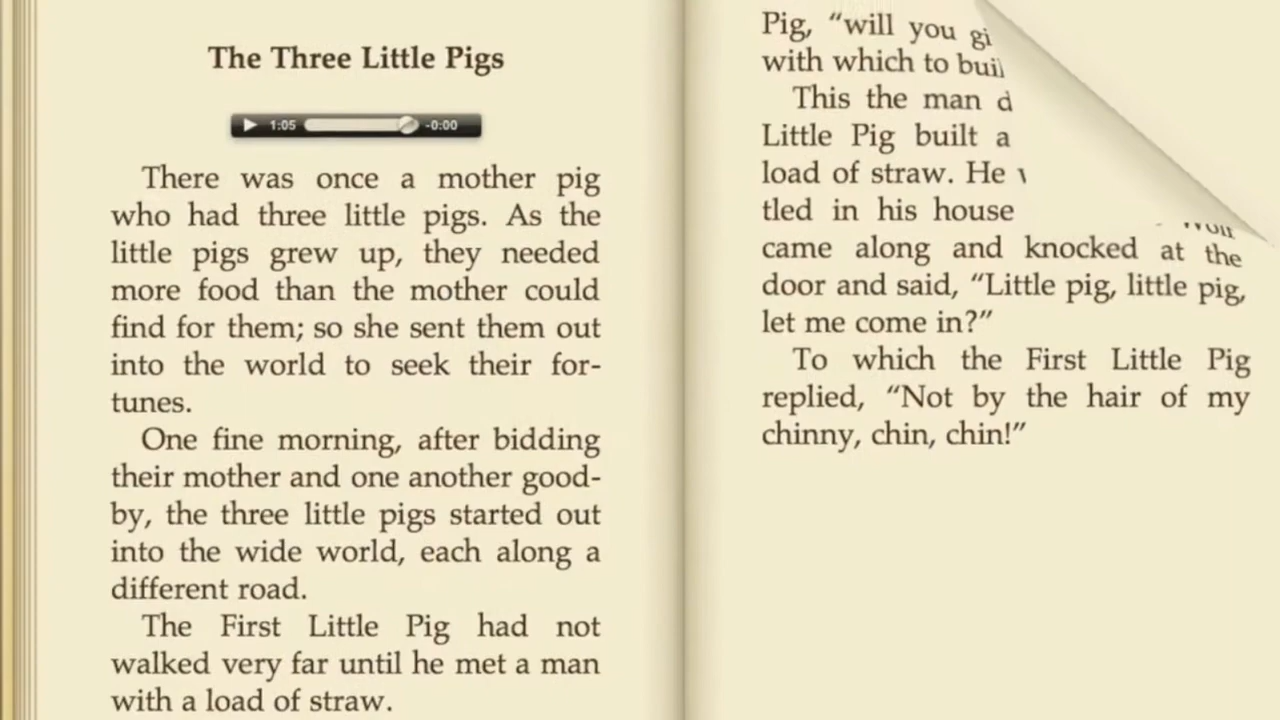 The Three Little Pigs
1:05 -0:00
There was once a mother pig
who had three little pigs. As the
little pigs grew up, they needed
more food than the mother could
find for them; so she sent them out
into the world to seek their for-
tunes.
One fine morning, after bidding
their mother and one another good-
by, the three little pigs started out
into the wide world, each along a
different road.
The First Little Pig had not
walked very far until he met a man
with a load of straw.
Pig, “will you gi
with which to buil
This the man d
Little Pig built a
load of straw. He
tled in his house
came along and knocked at the
door and said, “Little pig, little pig,
let me come in?”
To which the First Little Pig
replied, “Not by the hair of my
chinny, chin, chin!”